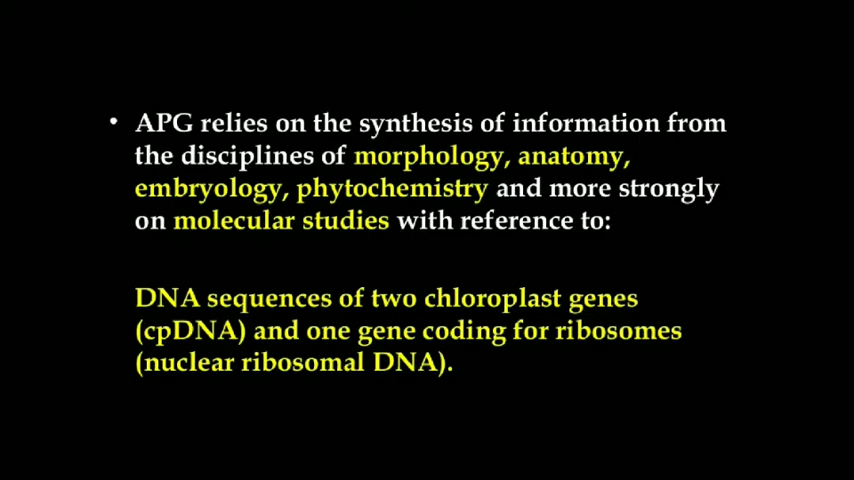 • APG relies on the synthesis of information from
the disciplines of morphology, anatomy,
embryology, phytochemistry and more strongly
on molecular studies with reference to:
DNA sequences of two chloroplast genes
(cpDNA) and one gene coding for ribosomes
(nuclear ribosomal DNA).